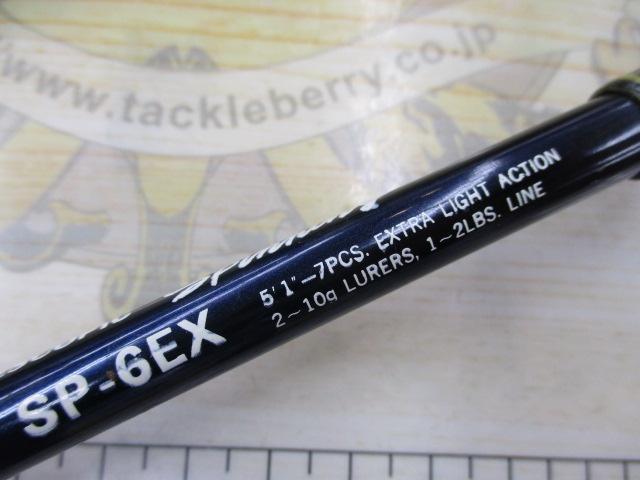 www.tackleberry.co.jp
SP-6EX
5'1"-7PCS. EXTRA LIGHT ACTION
2~10g LURERS, 1~2LBS. LINE